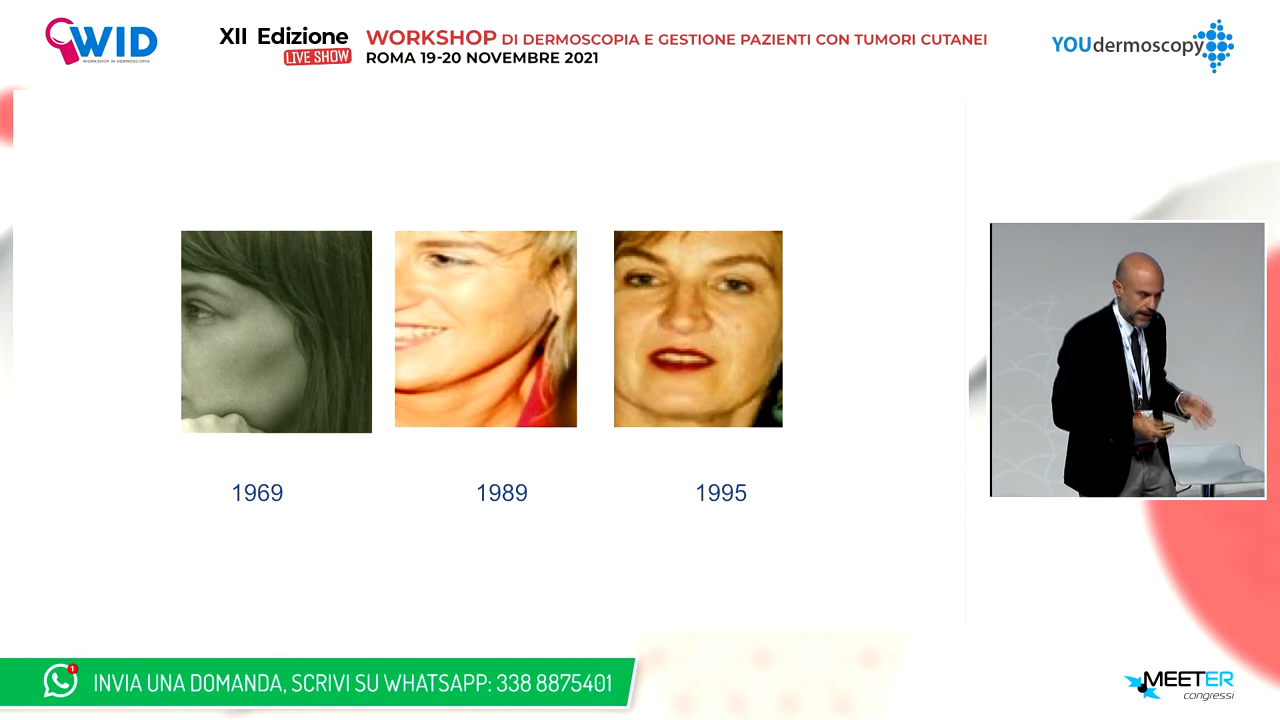 WID
WORKSHOP IN DERMOSCOPIA
XII Edizione
LIVE SHOW
WORKSHOP DI DERMOSCOPIA E GESTIONE PAZIENTI CON TUMORI CUTANEI
ROMA 19-20 NOVEMBRE 2021
YOUdermoscopy
1969
1989
1995
1
INVIA UNA DOMANDA, SCRIVI SU WHATSAPP: 338 8875401
MEETER
congressi